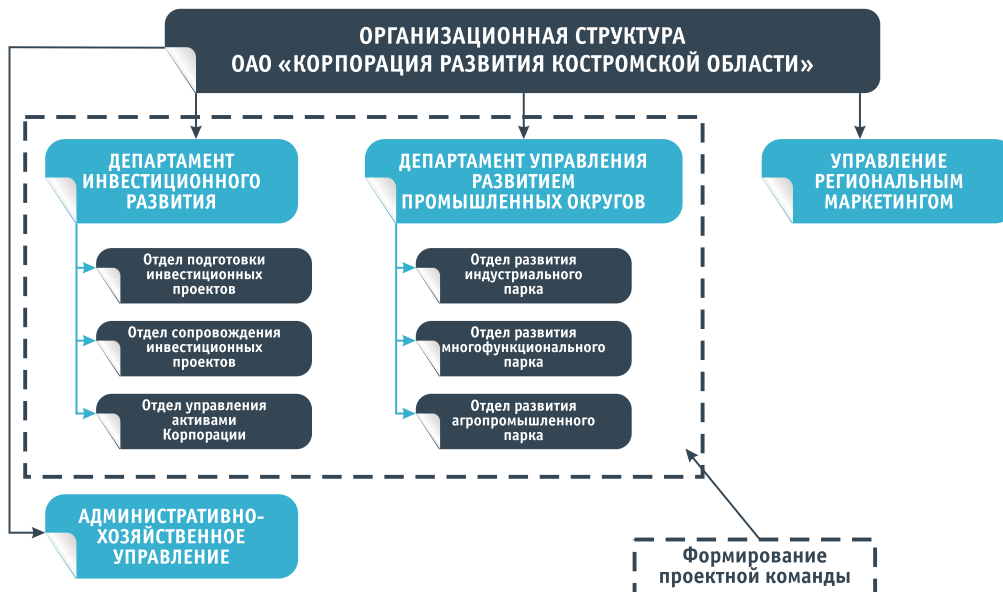 ОРГАНИЗАЦИОННАЯ СТРУКТУРА
ОАО «КОРПОРАЦИЯ РАЗВИТИЯ КОСТРОМСКОЙ ОБЛАСТИ»
ДЕПАРТАМЕНТ
ИНВЕСТИЦИОННОГО
РАЗВИТИЯ
Отдел подготовки
инвестиционных
проектов
Отдел сопровождения
инвестиционных
проектов
Отдел управления
активами
Корпорации
ДЕПАРТАМЕНТ УПРАВЛЕНИЯ
РАЗВИТИЕМ
ПРОМЫШЛЕННЫХ ОКРУГОВ
Отдел развития
индустриального
парка
Отдел развития
многофункционального
парка
Отдел развития
агропромышленного
парка
УПРАВЛЕНИЕ
РЕГИОНАЛЬНЫМ
МАРКЕТИНГОМ
АДМИНИСТРАТИВНО-
ХОЗЯЙСТВЕННОЕ
УПРАВЛЕНИЕ
Формирование
проектной команды